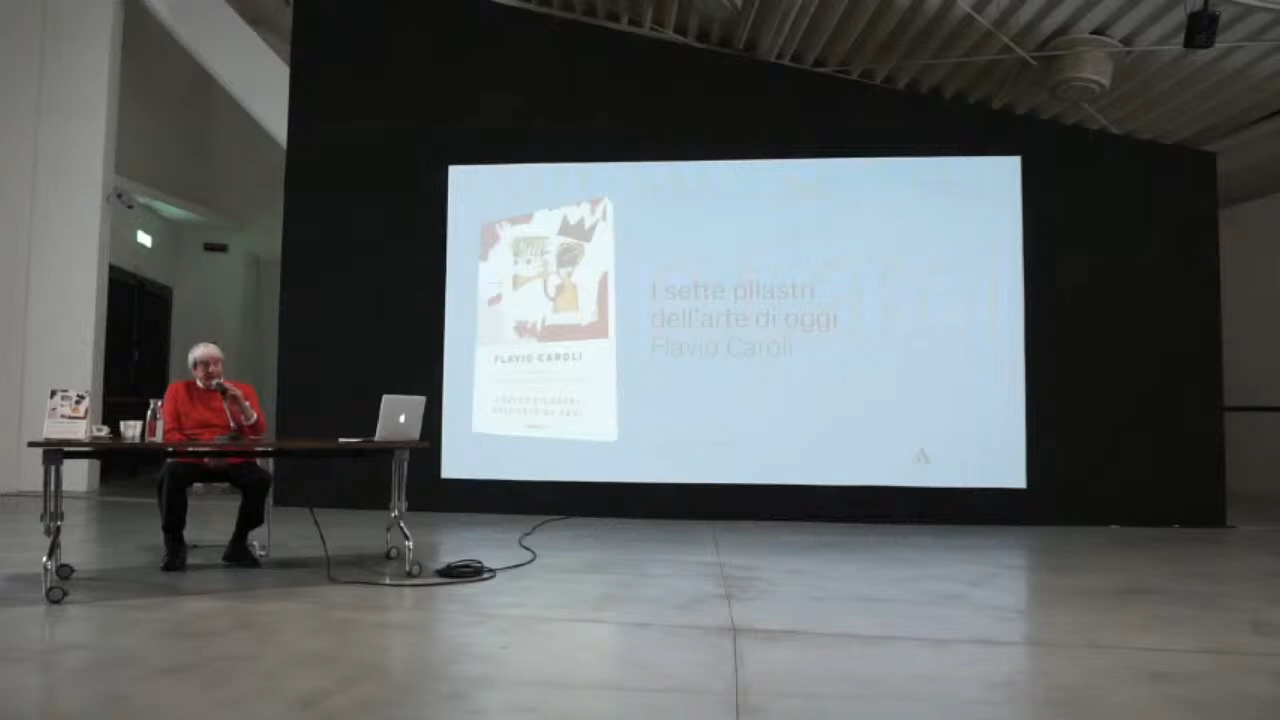 FLAVIO CAROLI
I sette pilastri
dell'arte di oggi
Flavio Caroli